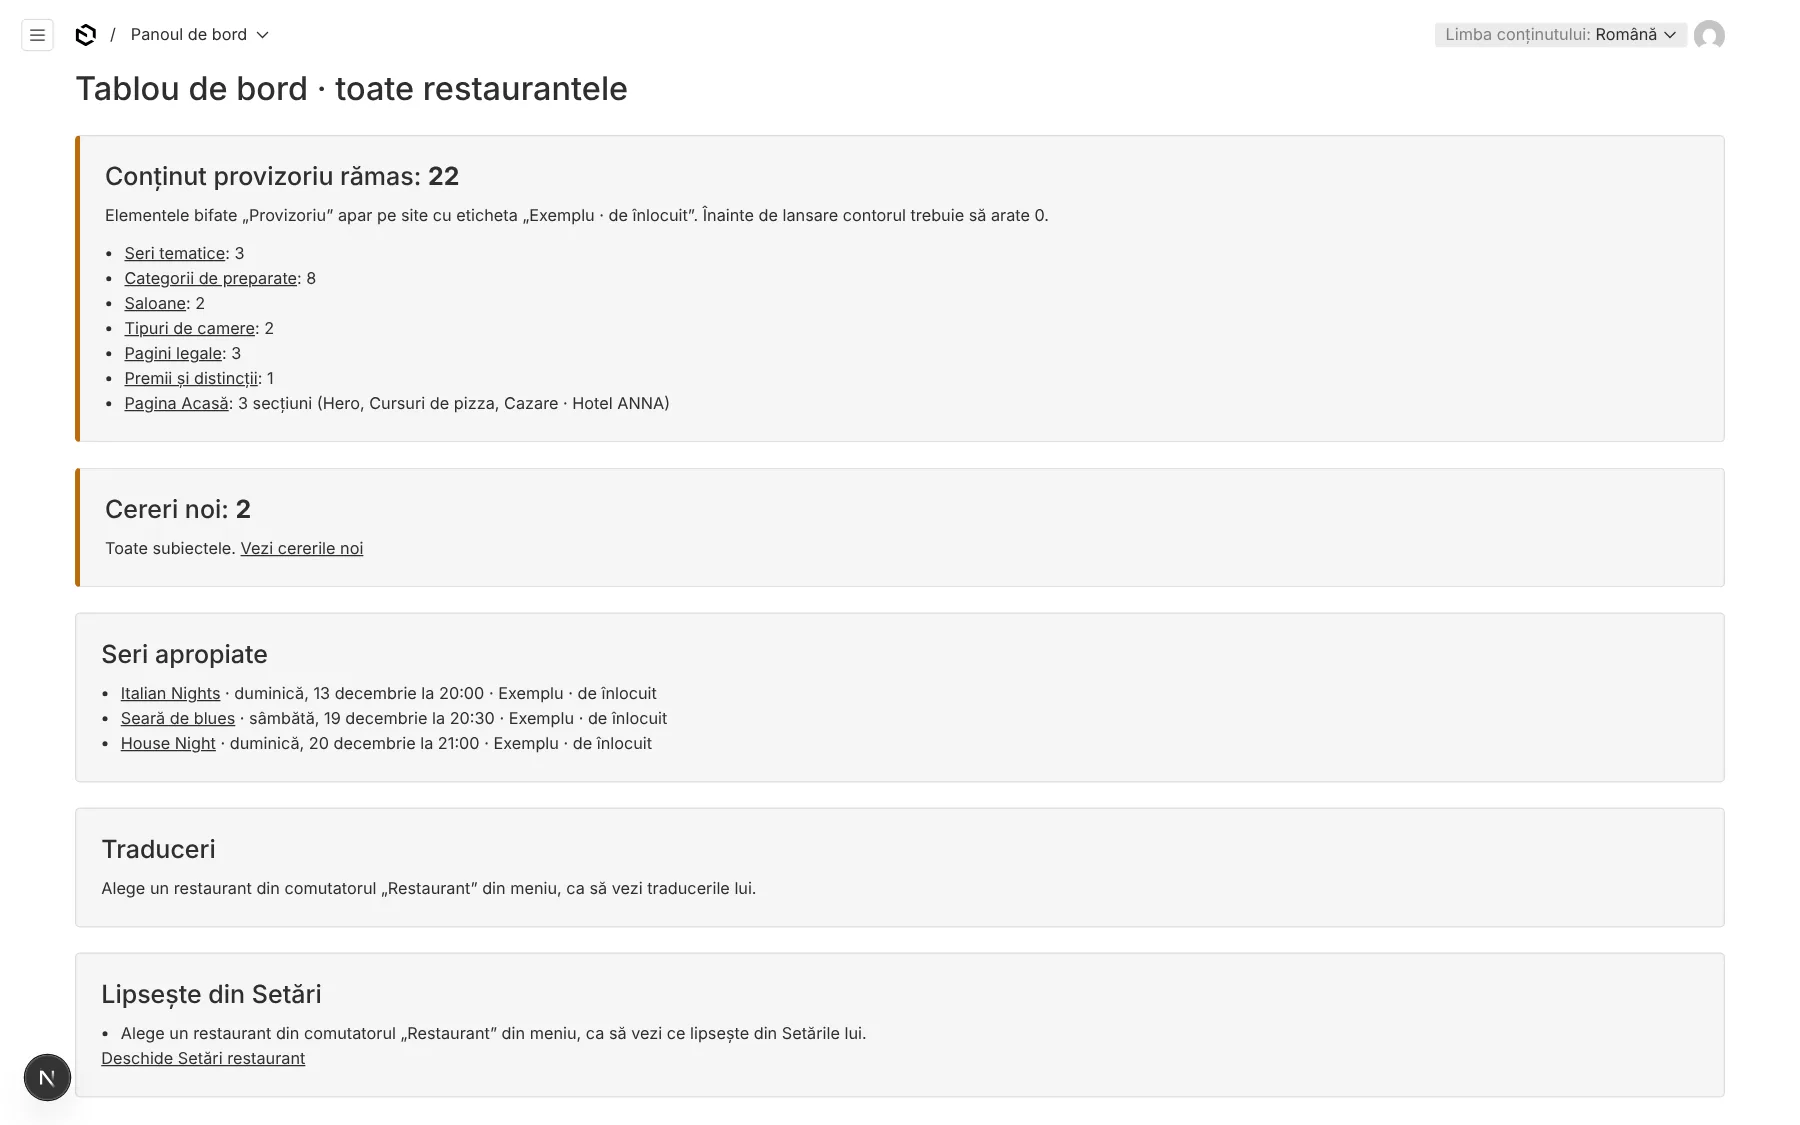 / Panoul de bord
Limba conținutului: Română
Tablou de bord · toate restaurantele
Conținut provizoriu rămas: 22
Elementele bifate „Provizoriu” apar pe site cu eticheta „Exemplu · de înlocuit”. Înainte de lansare contorul trebuie să arate 0.
• Seri tematice: 3
• Categorii de preparate: 8
• Saloane: 2
• Tipuri de camere: 2
• Pagini legale: 3
• Premii și distincții: 1
• Pagina Acasă: 3 secțiuni (Hero, Cursuri de pizza, Cazare · Hotel ANNA)
Cereri noi: 2
Toate subiectele. Vezi cererile noi
Seri apropiate
• Italian Nights · duminică, 13 decembrie la 20:00 · Exemplu · de înlocuit
• Seară de blues · sâmbătă, 19 decembrie la 20:30 · Exemplu · de înlocuit
• House Night · duminică, 20 decembrie la 21:00 · Exemplu · de înlocuit
Traduceri
Alege un restaurant din comutatorul „Restaurant” din meniu, ca să vezi traducerile lui.
Lipsește din Setări
• Alege un restaurant din comutatorul „Restaurant” din meniu, ca să vezi ce lipsește din Setările lui.
Deschide Setări restaurant
N